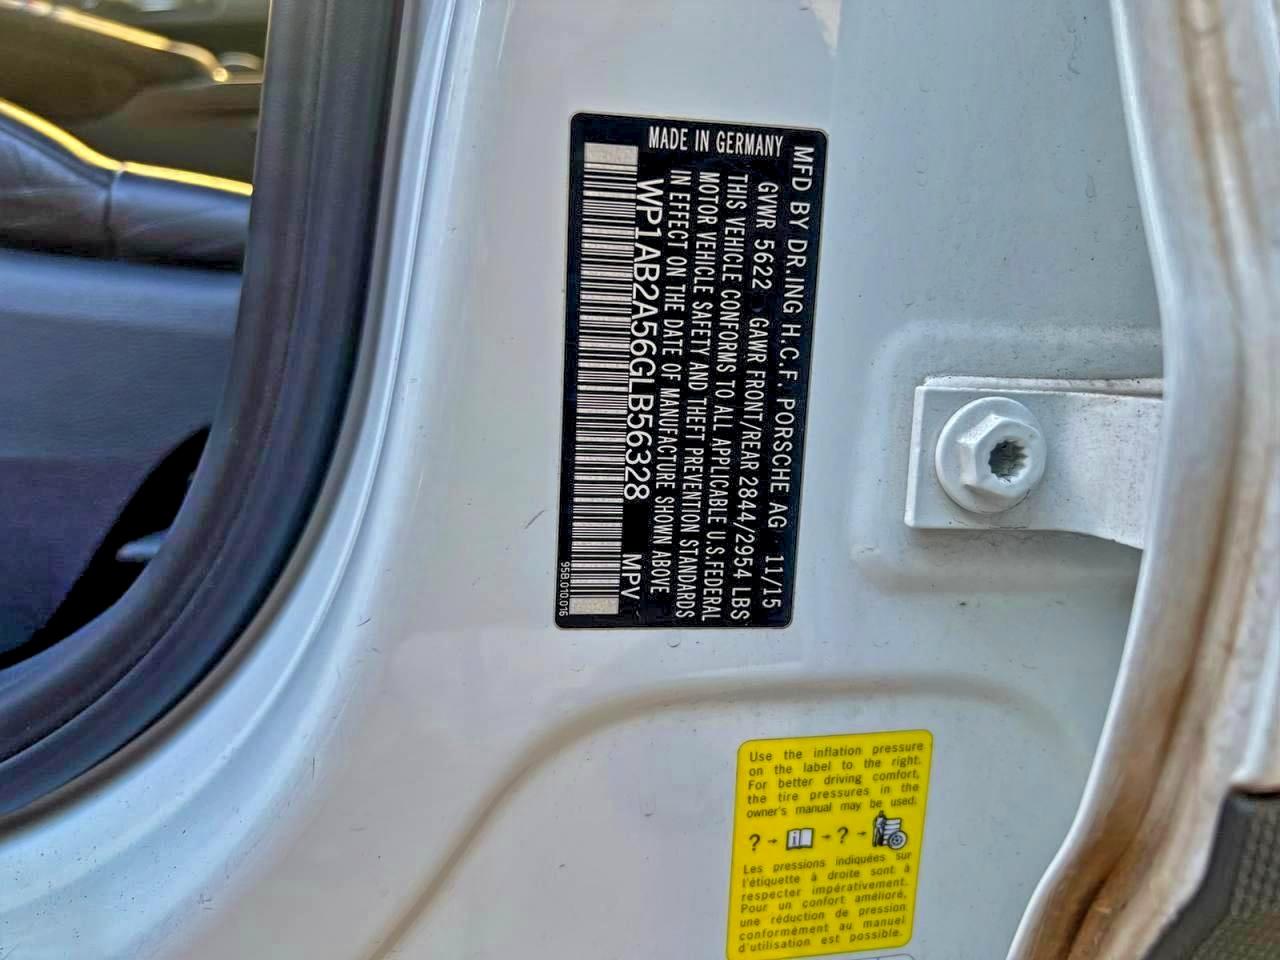 MFD BY DR.ING H.C.F. PORSCHE AG 11/15
GVWR 5622 GAWR FRONT/REAR 2844/2954 LBS
THIS VEHICLE CONFORMS TO ALL APPLICABLE U.S.FEDERAL
MOTOR VEHICLE SAFETY AND THEFT PREVENTION STANDARDS
IN EFFECT ON THE DATE OF MANUFACTURE SHOWN ABOVE
MADE IN GERMANY
WP1AB2A56GLB56328 MPV
95B.010.016
Use the inflation pressure
on the label to the right.
For better driving comfort,
the tire pressures in the
owner's manual may be used.
? - i - ? -
Les pressions indiquées sur
l'étiquette à droite sont à
respecter impérativement.
Pour un confort amélioré,
une réduction de pression
conformément au manuel
d'utilisation est possible.